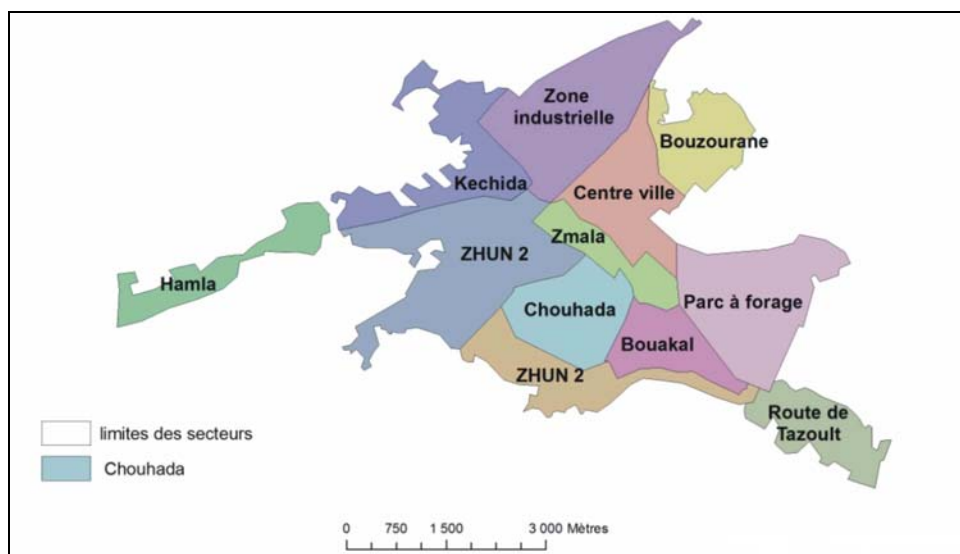 Zone
industrielle
Bouzourane
Kechida
Centre ville
Zmala
ZHUN 2
Hamla
Chouhada
Parc à forage
Bouakal
ZHUN 2
Route de
Tazoult
limites des secteurs
Chouhada
0 750 1 500 3 000 Mètres